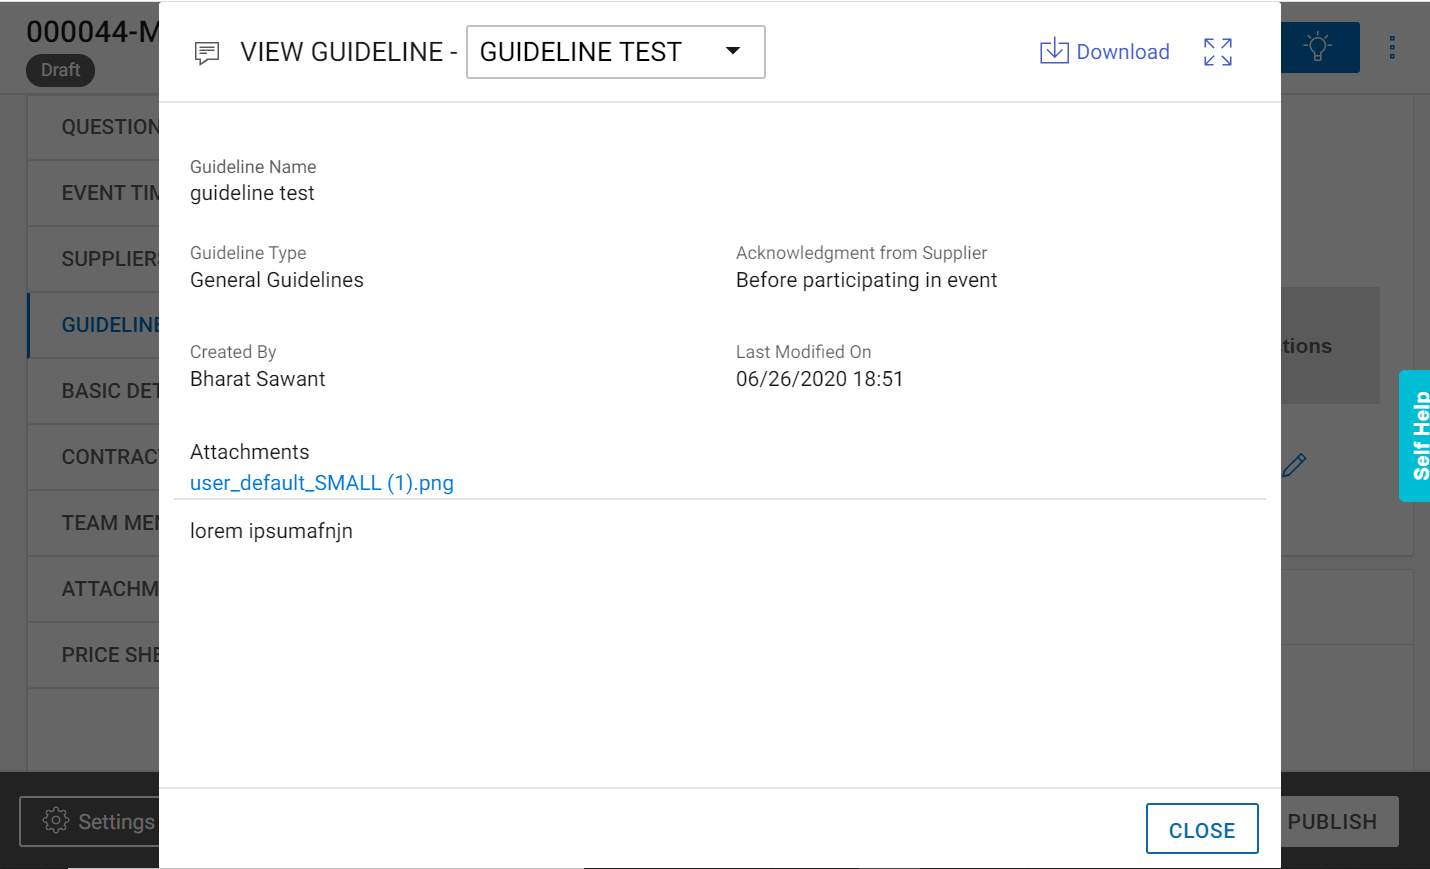 000044-M
Draft
VIEW GUIDELINE - GUIDELINE TEST
Download
QUESTION
EVENT TIM
SUPPLIERS
GUIDELINE
BASIC DET
CONTRAC
TEAM MEM
ATTACHM
PRICE SHE
Guideline Name
guideline test
Guideline Type
General Guidelines
Acknowledgment from Supplier
Before participating in event
Created By
Bharat Sawant
Last Modified On
06/26/2020 18:51
Attachments
user_default_SMALL (1).png
lorem ipsumafnjn
ctions
Self Help
Settings
CLOSE
PUBLISH